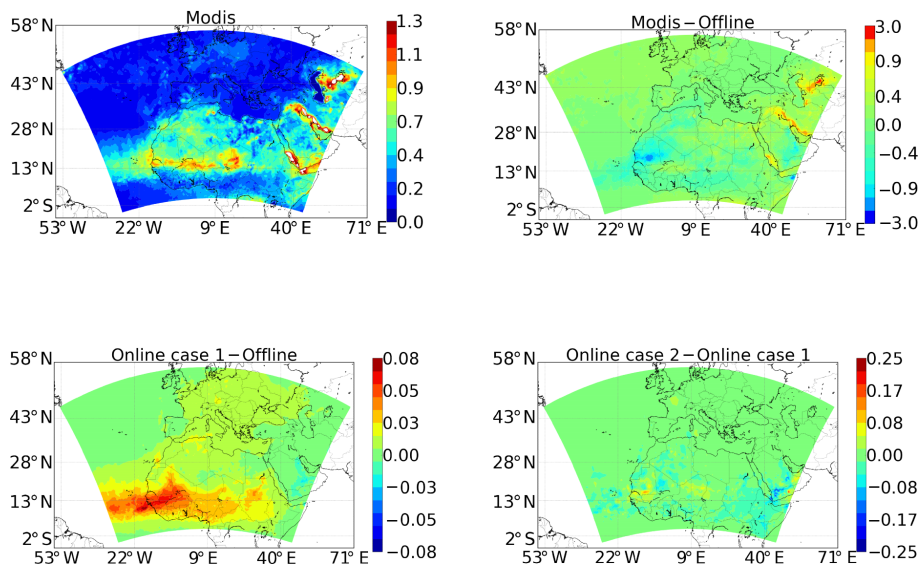 Modis
58° N
43° N
28° N
13° N
2° S
53° W 22° W 9° E 40° E 71° E
1.3
1.1
0.9
0.7
0.4
0.2
0.0
Modis−Offline
58° N
43° N
28° N
13° N
2° S
53° W 22° W 9° E 40° E 71° E
3.0
0.9
0.4
0.0
−0.4
−0.9
−3.0
Online case 1−Offline
58° N
43° N
28° N
13° N
2° S
53° W 22° W 9° E 40° E 71° E
0.08
0.05
0.03
0.00
−0.03
−0.05
−0.08
Online case 2−Online case 1
58° N
43° N
28° N
13° N
2° S
53° W 22° W 9° E 40° E 71° E
0.25
0.17
0.08
0.00
−0.08
−0.17
−0.25